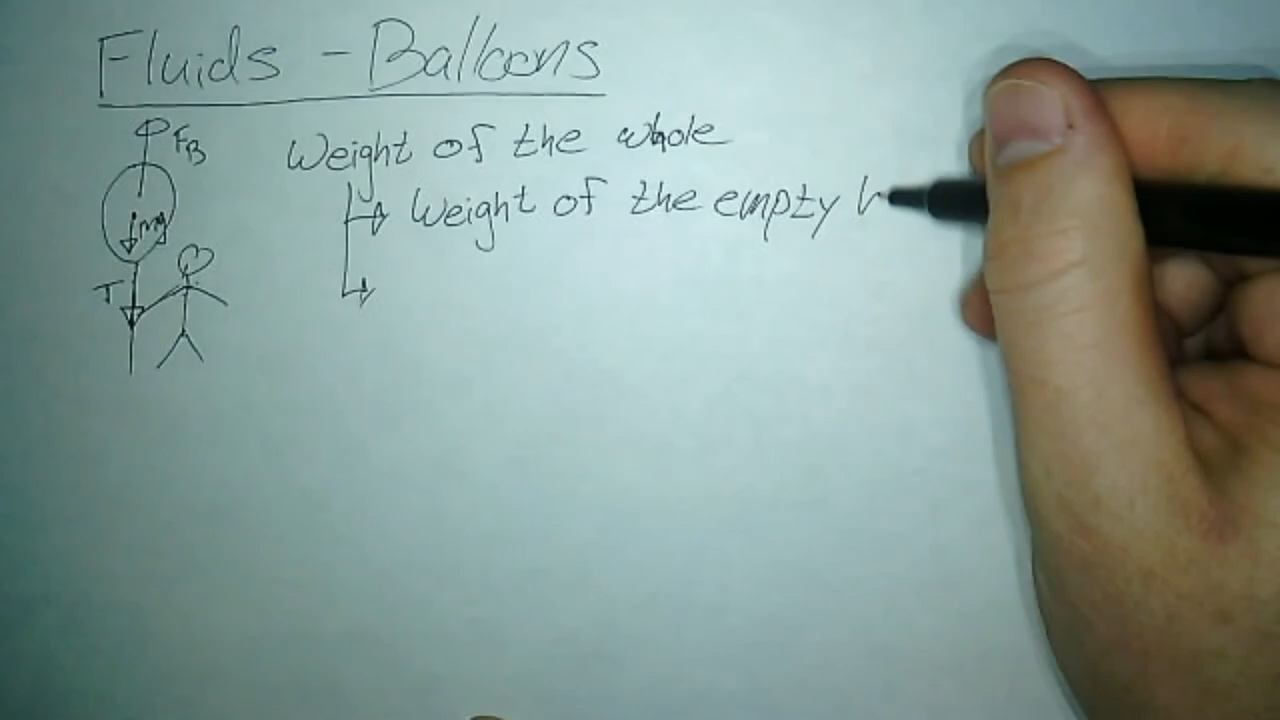 Fluids - Balloons
FB
Weight of the whole
mg
Weight of the empty
T